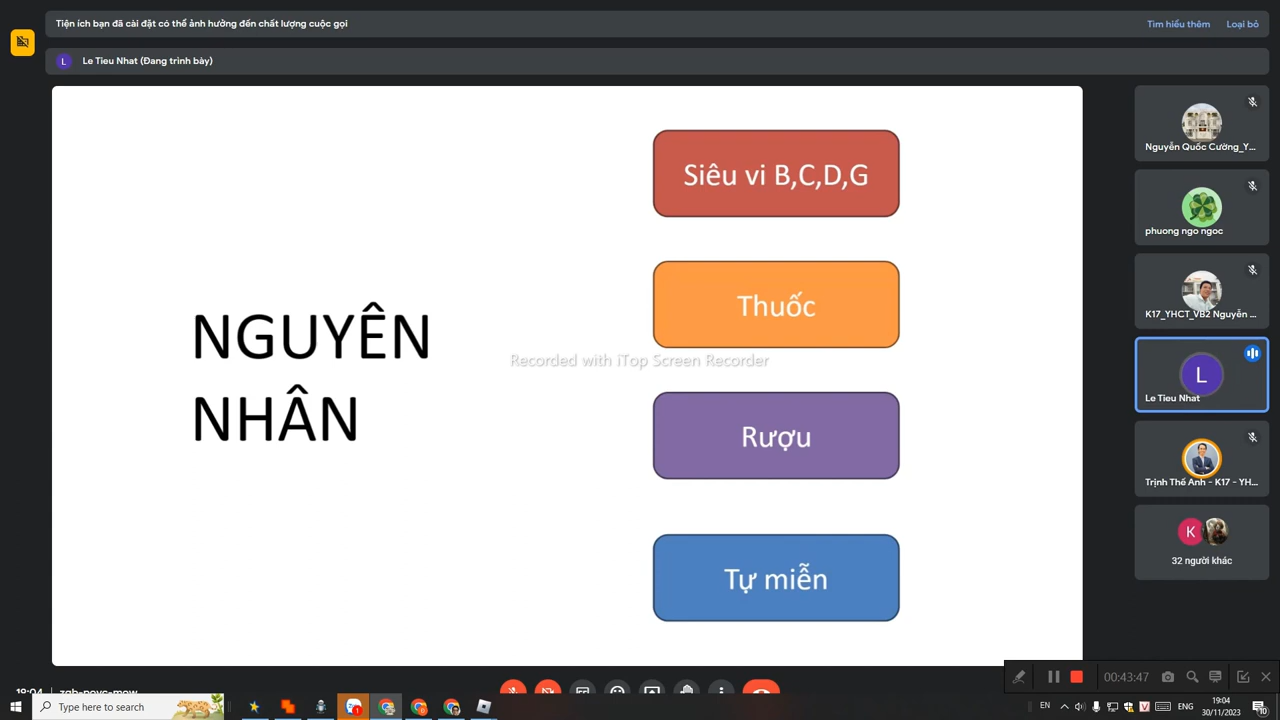 Tiện ích bạn đã cài đặt có thể ảnh hưởng đến chất lượng cuộc gọi
Tìm hiểu thêm
Loại bỏ
L
Le Tieu Nhat (Đang trình bày)
Siêu vi B,C,D,G
Thuốc
NGUYÊN
NHÂN
Recorded with iTop Screen Recorder
Rượu
Tự miễn
Nguyễn Quốc Cường_Y...
phuong ngo ngoc
K17_YHCT_VB2 Nguyễn ...
L
Le Tieu Nhat
Trịnh Thế Anh - K17 - YH...
K
32 người khác
00:43:47
Type here to search
EN
ENG
19:04
30/11/2023